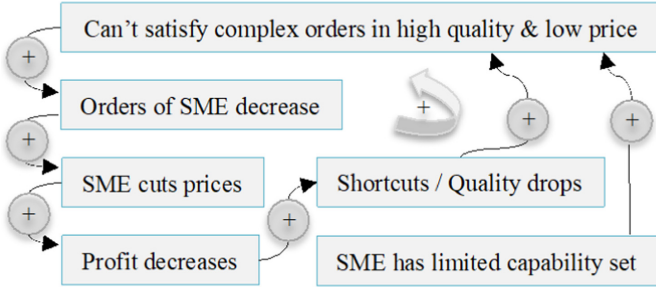 Can't satisfy complex orders in high quality & low price
+
Orders of SME decrease
+
+
+
+
SME cuts prices
Shortcuts / Quality drops
+
+
Profit decreases
SME has limited capability set